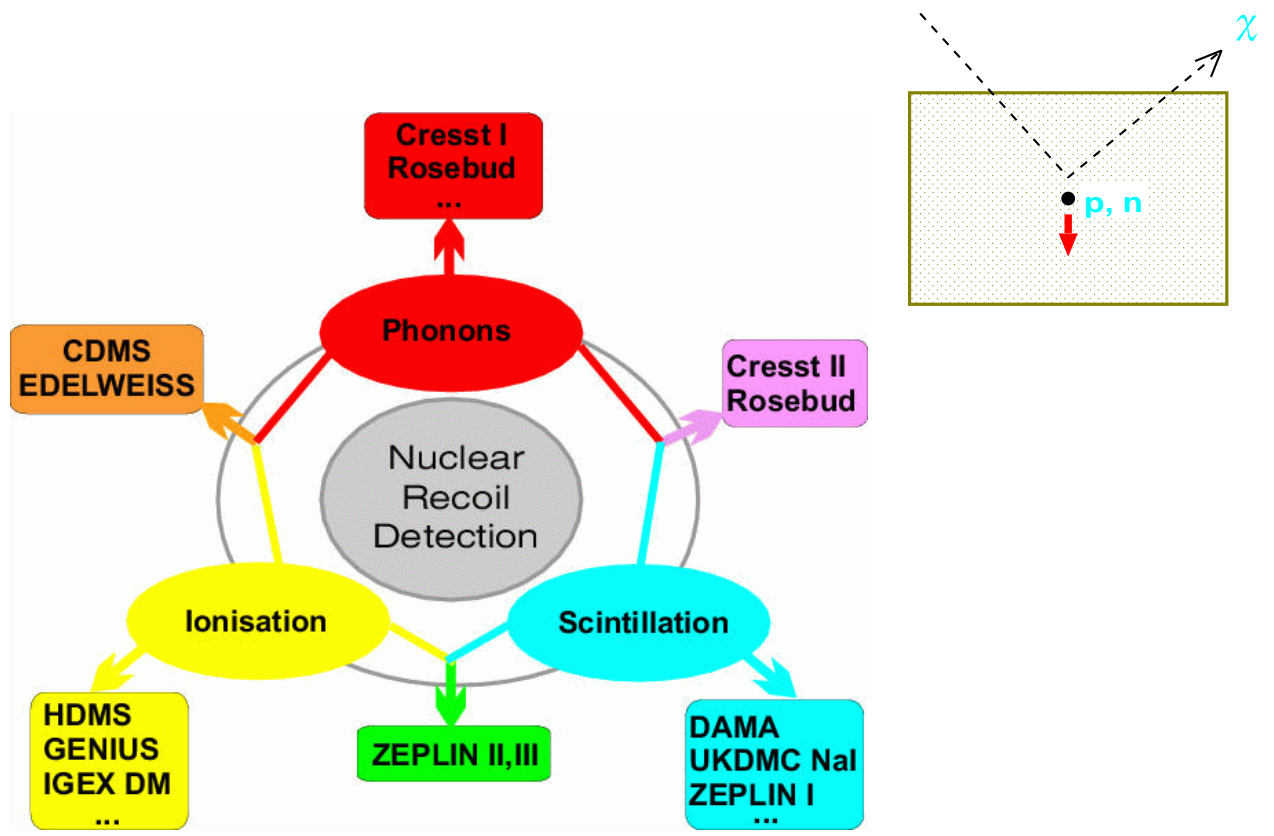 χ
Cresst I
Rosebud
...
p, n
Phonons
CDMS
EDELWEISS
Cresst II
Rosebud
Nuclear
Recoil
Detection
Ionisation
Scintillation
HDMS
GENIUS
IGEX DM
...
ZEPLIN II,III
DAMA
UKDMC NaI
ZEPLIN I
...